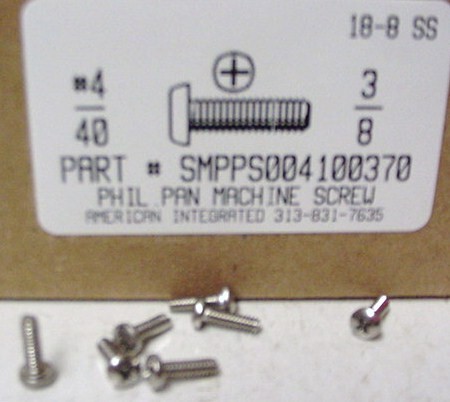 18-8 SS
#4 3
40 8
PART # SMPPS004100370
PHIL PAN MACHINE SCREW
AMERICAN INTEGRATED 313-831-7635